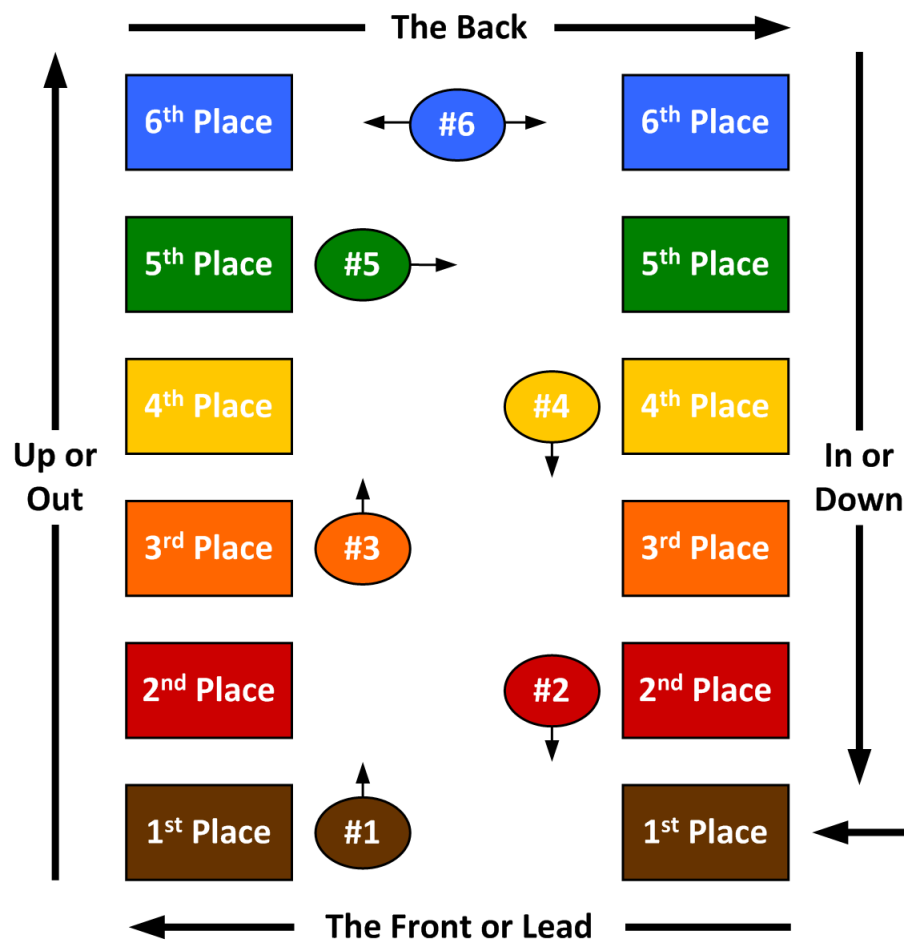 The Back
6th Place #6 6th Place
5th Place #5 5th Place
4th Place #4 4th Place
Up or
Out
In or
Down
3rd Place #3 3rd Place
2nd Place #2 2nd Place
1st Place #1 1st Place
The Front or Lead